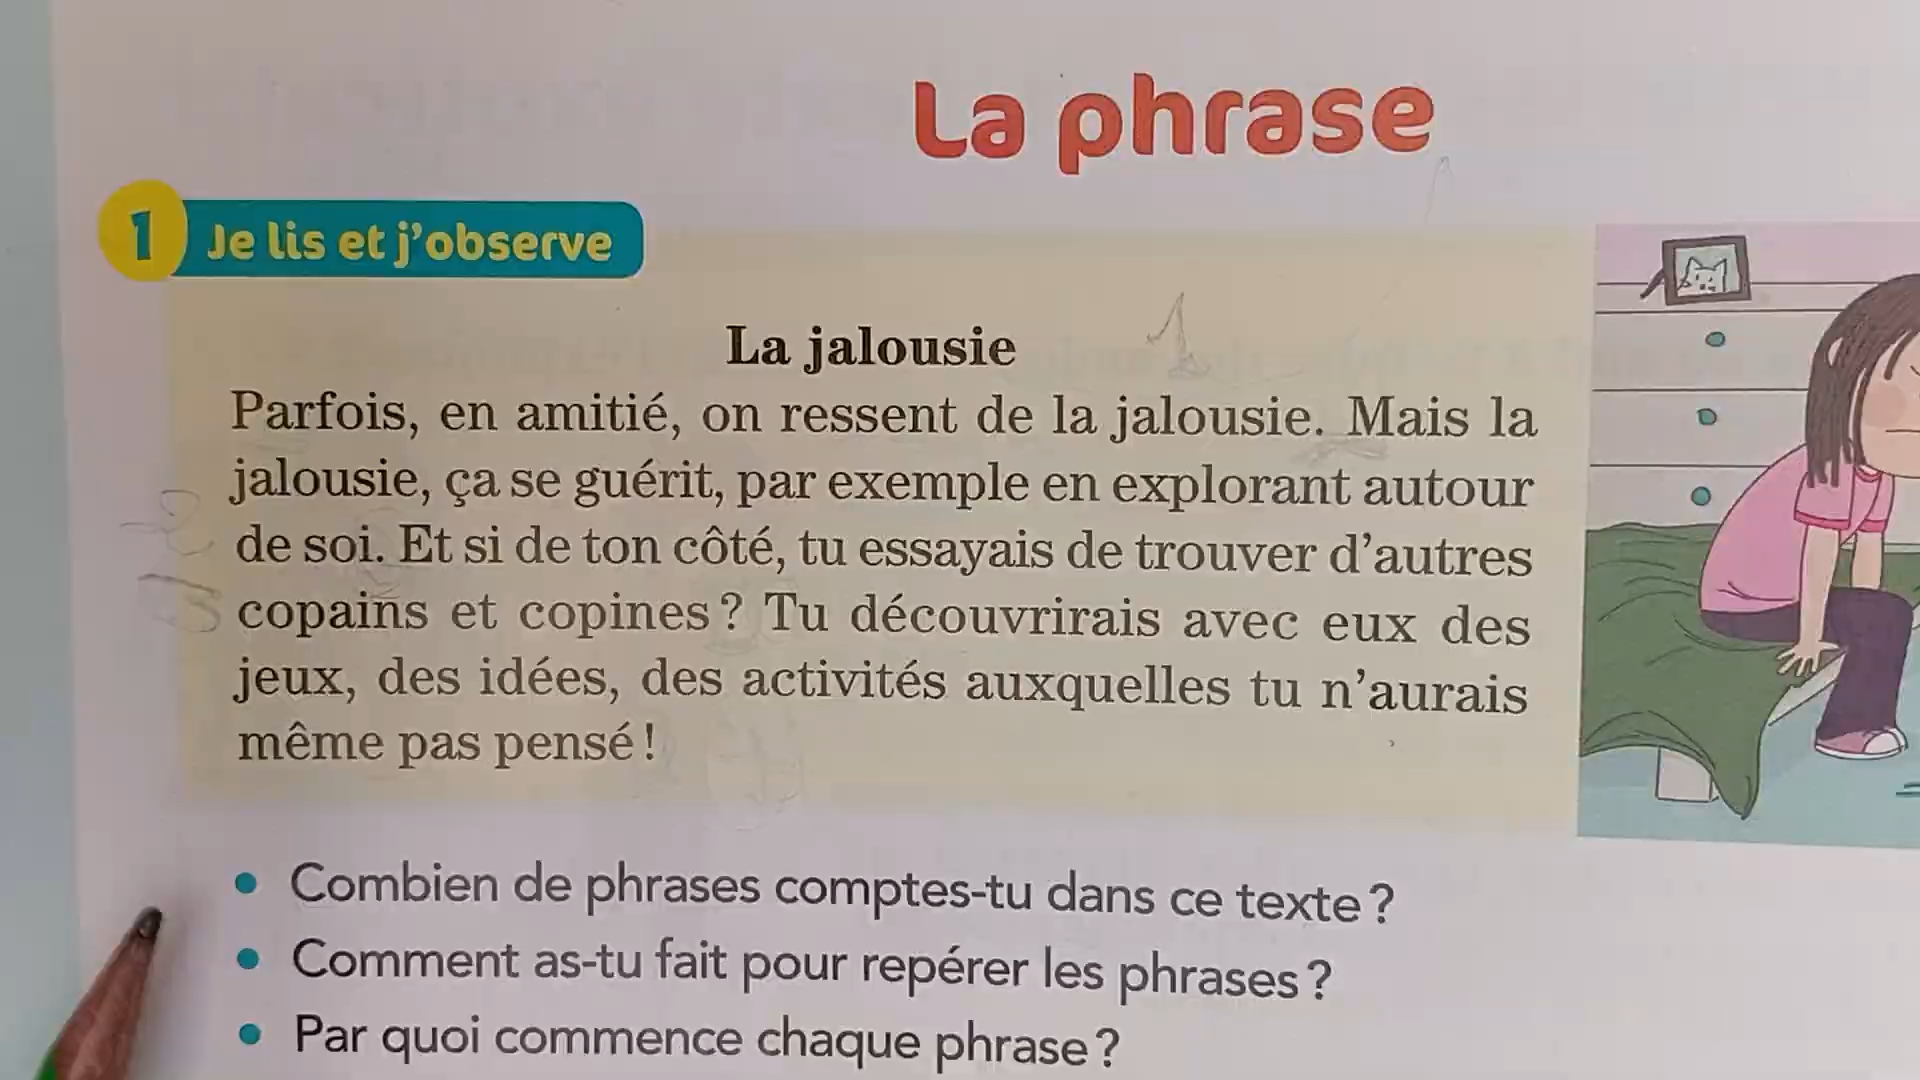 La phrase
1 Je lis et j'observe
La jalousie
Parfois, en amitié, on ressent de la jalousie. Mais la
jalousie, ça se guérit, par exemple en explorant autour
de soi. Et si de ton côté, tu essayais de trouver d'autres
copains et copines ? Tu découvrirais avec eux des
jeux, des idées, des activités auxquelles tu n'aurais
même pas pensé !
• Combien de phrases comptes-tu dans ce texte ?
• Comment as-tu fait pour repérer les phrases ?
• Par quoi commence chaque phrase ?